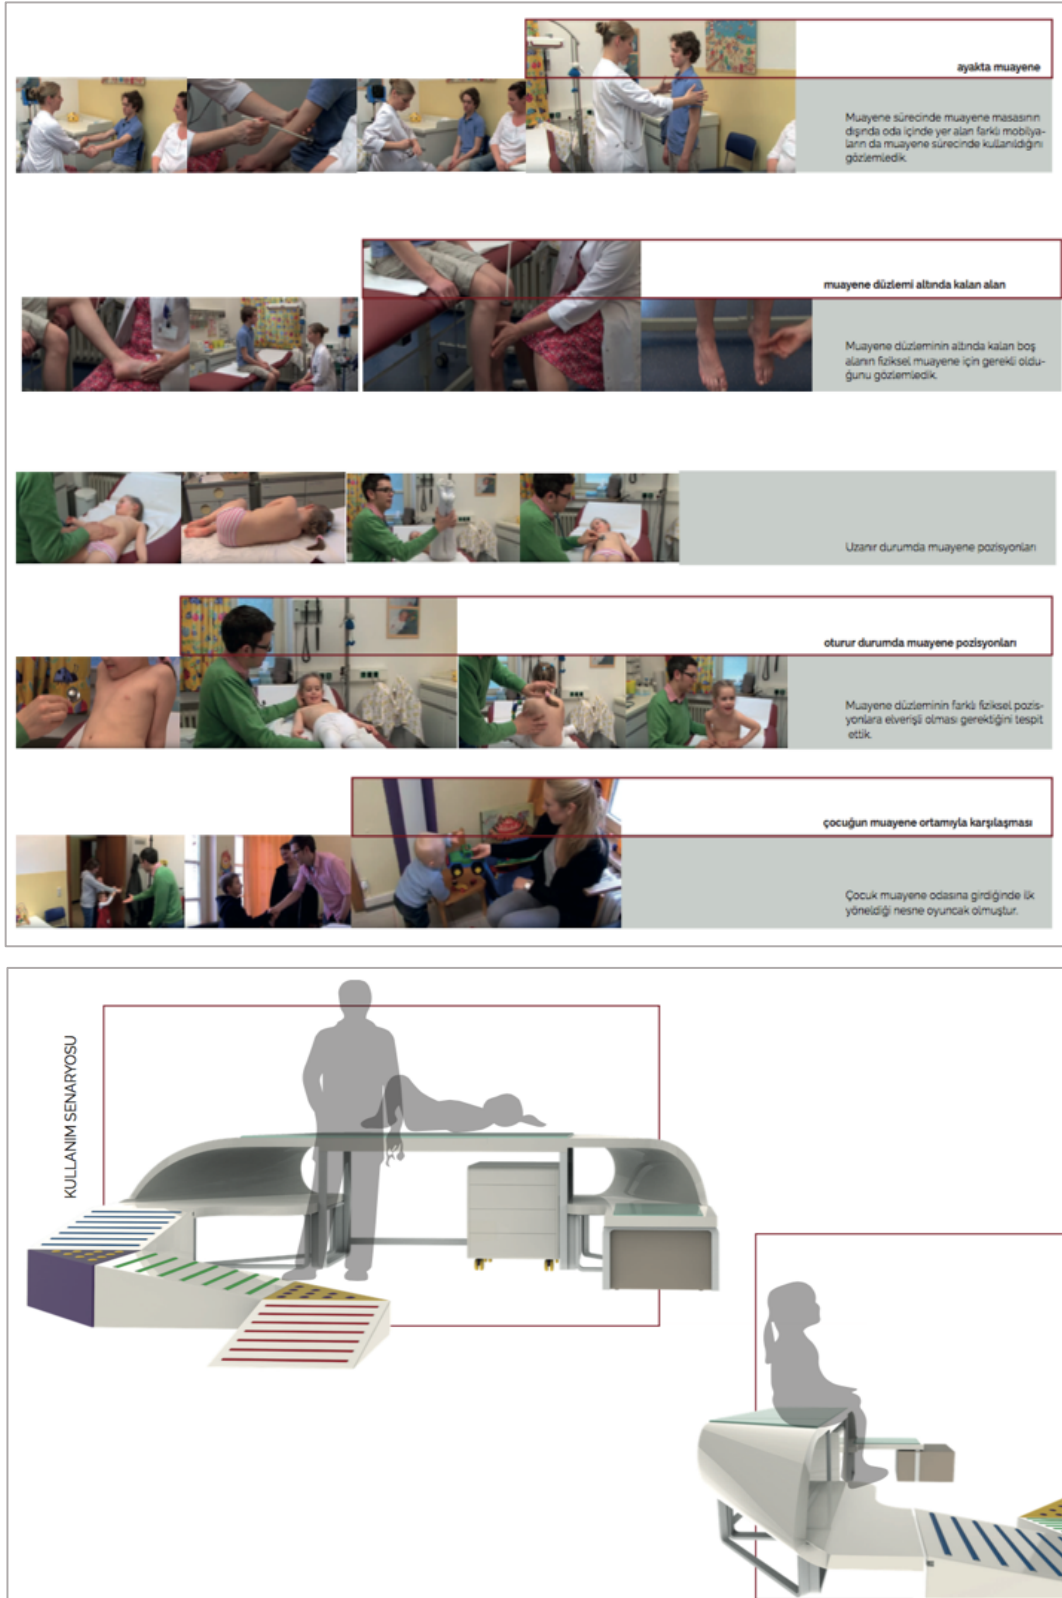 ayakta muayene
Muayene sürecinde muayene masasının
dışında oda içinde yer alan farklı mobilya-
ların da muayene sürecinde kullanıldığını
gözlemledik.
muayene düzlemi altında kalan alan
Muayene düzleminin altında kalan boş
alanın fiziksel muayene için gerekli oldu-
ğunu gözlemledik.
Uzanır durumda muayene pozisyonları
oturur durumda muayene pozisyonları
Muayene düzleminin farklı fiziksel pozis-
yonlara elverişli olması gerektiğini tespit
ettik.
çocuğun muayene ortamıyla karşılaşması
Çocuk muayene odasına girdiğinde ilk
yöneldiği nesne oyuncak olmuştur.
KULLANIM SENARYOSU